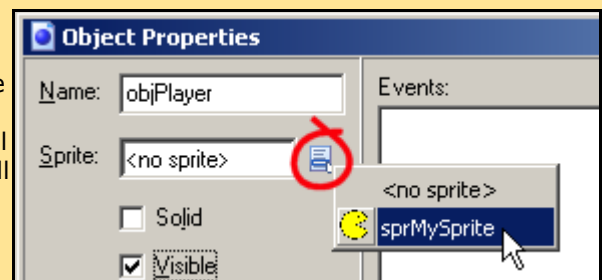 Object Properties
Name: objPlayer
Events:
Sprite: <no sprite>
<no sprite>
sprMySprite
Solid
Visible